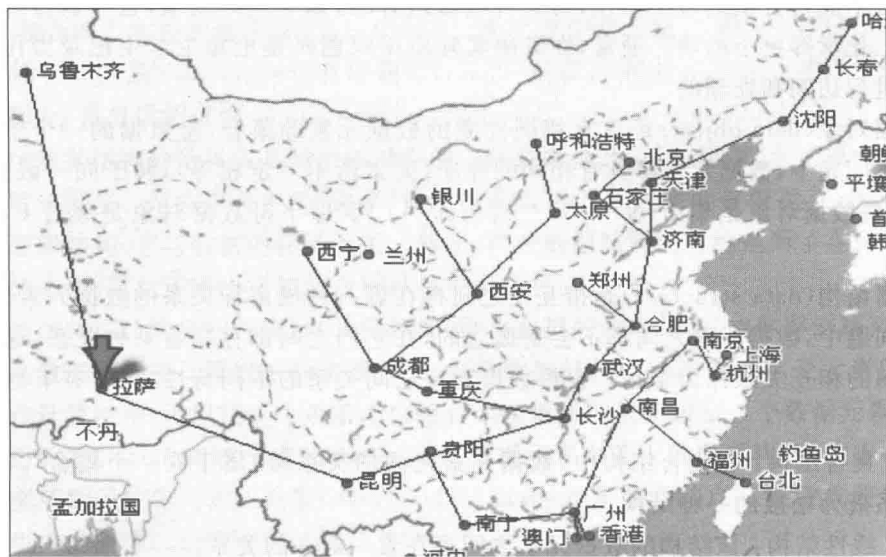 哈
乌鲁木齐
长春
沈阳
呼和浩特
北京
朝鲜
天津
平壤
银川
石家庄
太原
首
韩
西宁
兰州
济南
郑州
西安
合肥
南京
上海
成都
武汉
杭州
拉萨
重庆
长沙
南昌
不丹
贵阳
福州
钓鱼岛
昆明
台北
孟加拉国
南宁
广州
澳门
香港
河内